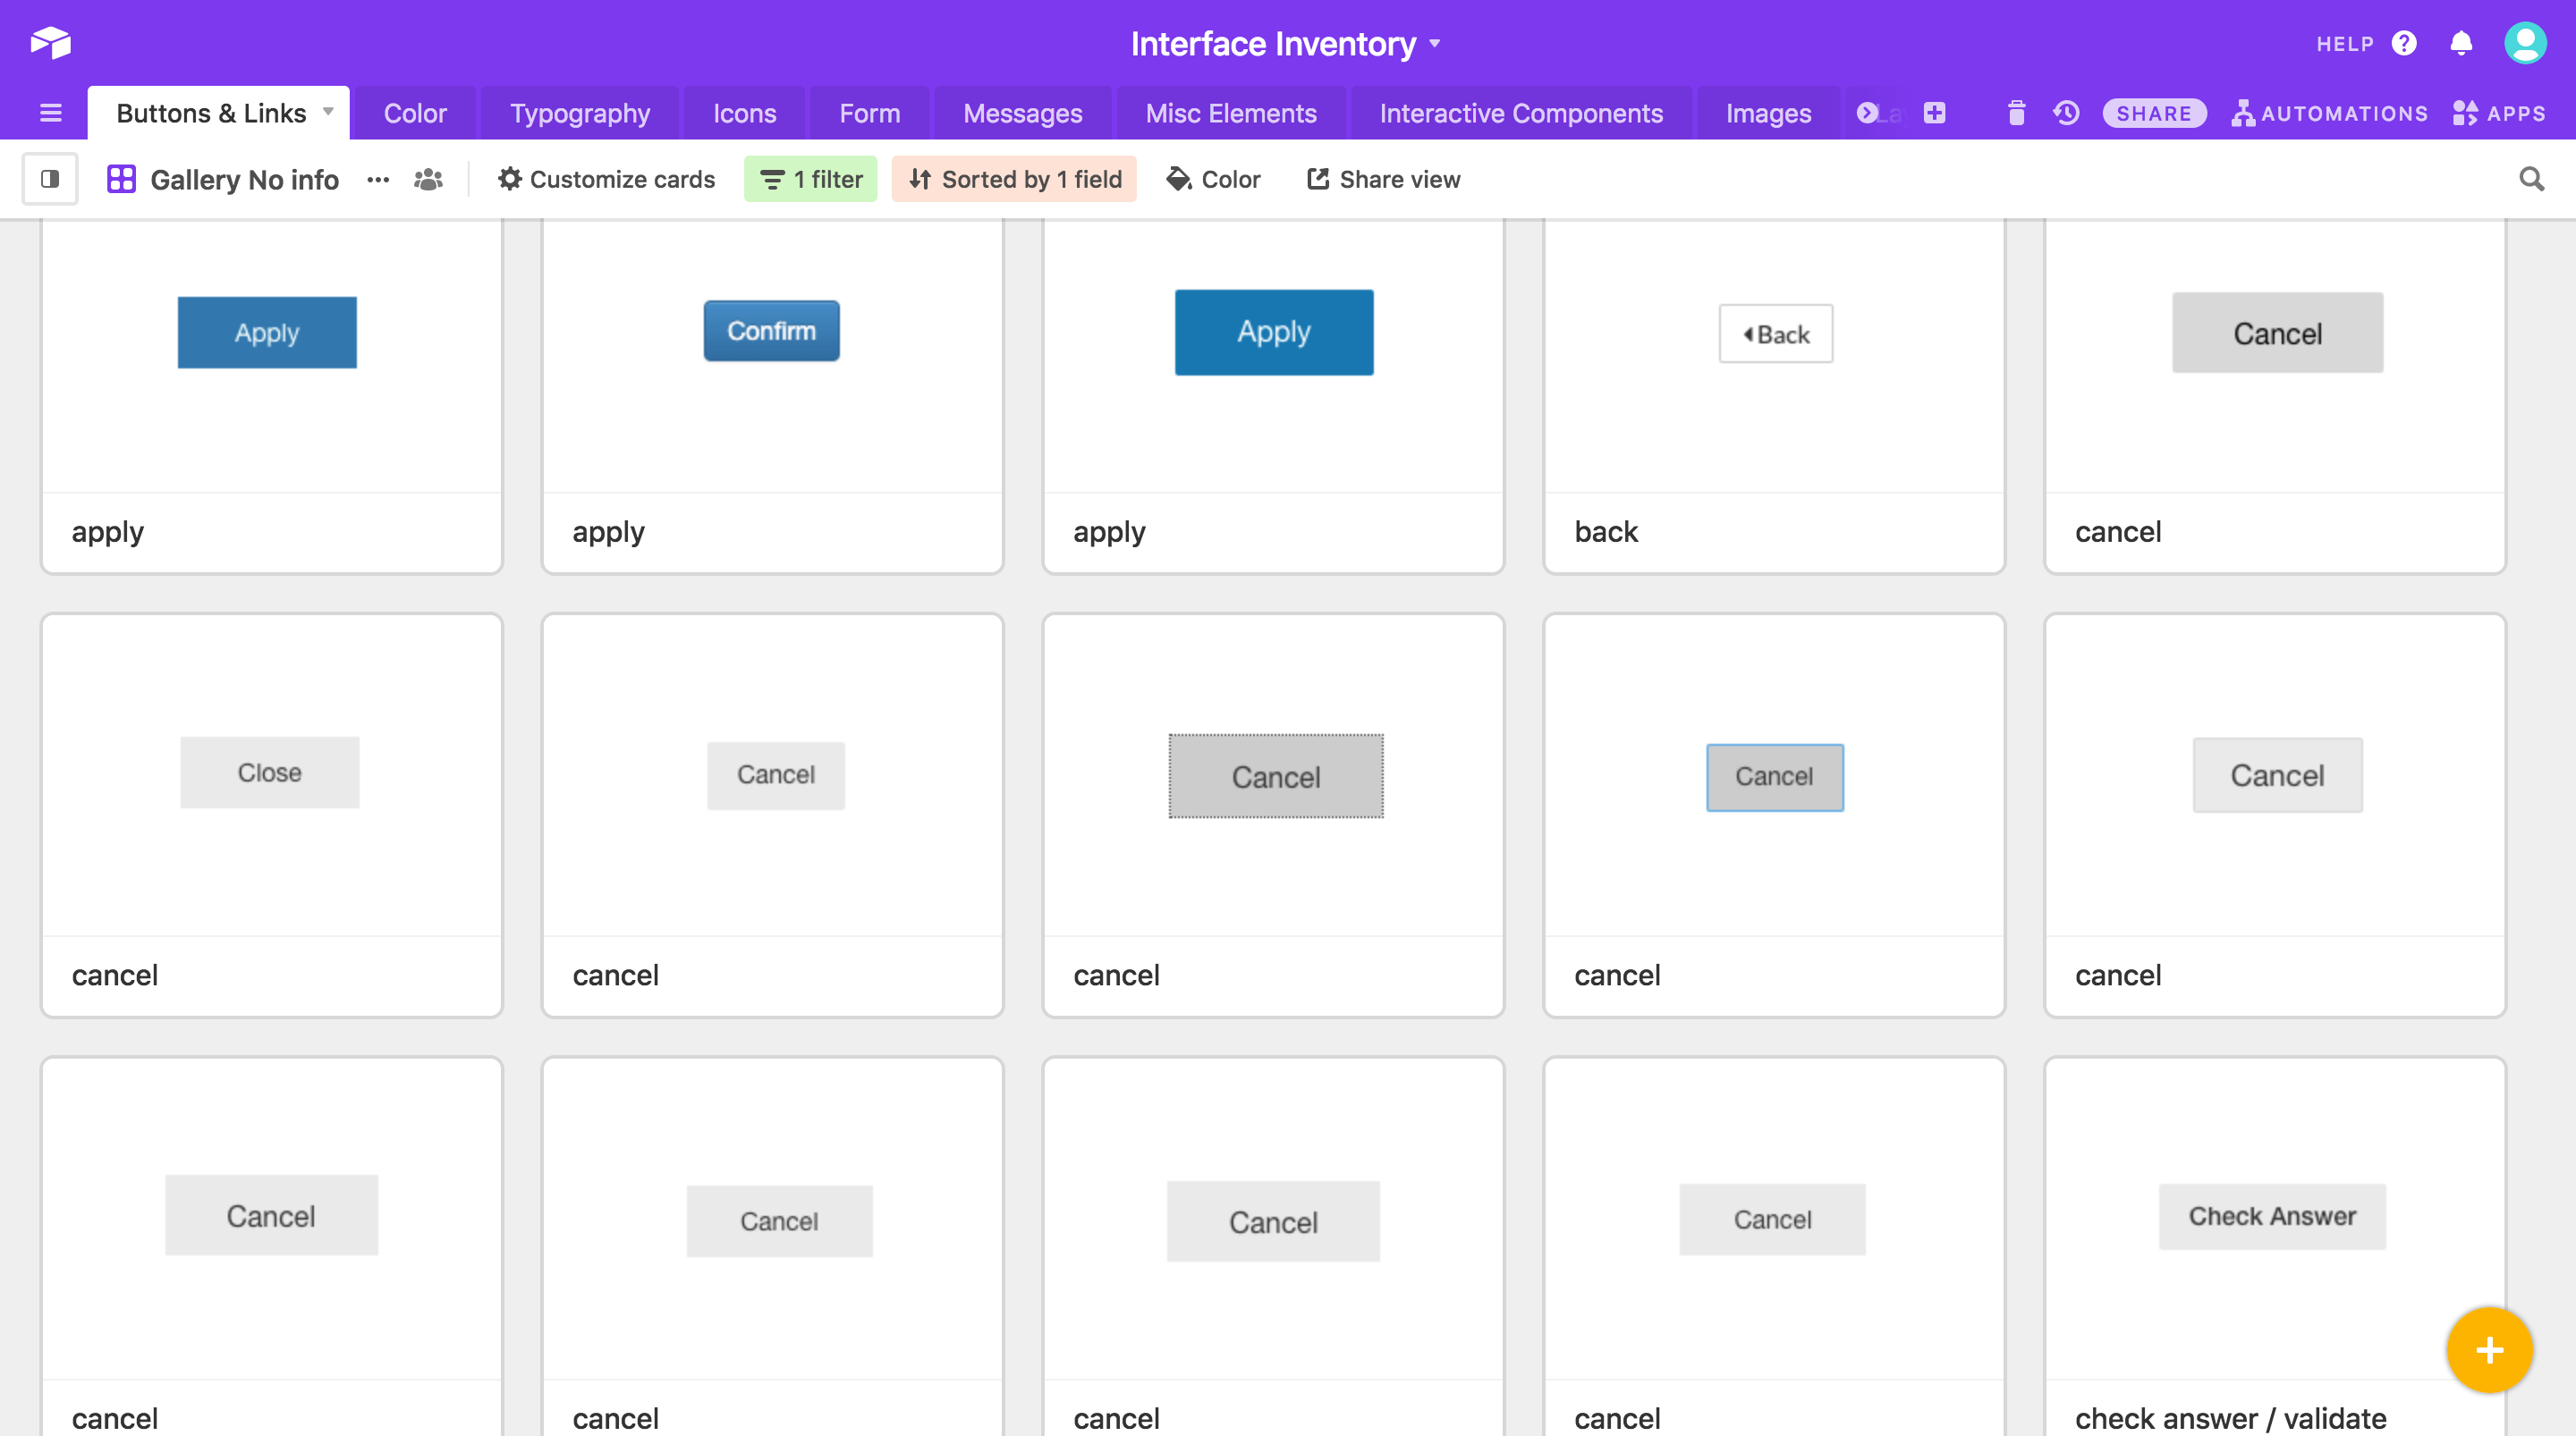 Interface Inventory
HELP
Buttons & Links
Color
Typography
Icons
Form
Messages
Misc Elements
Interactive Components
Images
SHARE
AUTOMATIONS
APPS
Gallery No info
Customize cards
1 filter
Sorted by 1 field
Color
Share view
Apply
Confirm
Apply
Back
Cancel
apply
apply
apply
back
cancel
Close
Cancel
Cancel
Cancel
Cancel
cancel
cancel
cancel
cancel
cancel
Cancel
Cancel
Cancel
Cancel
Check Answer
cancel
cancel
cancel
cancel
check answer / validate